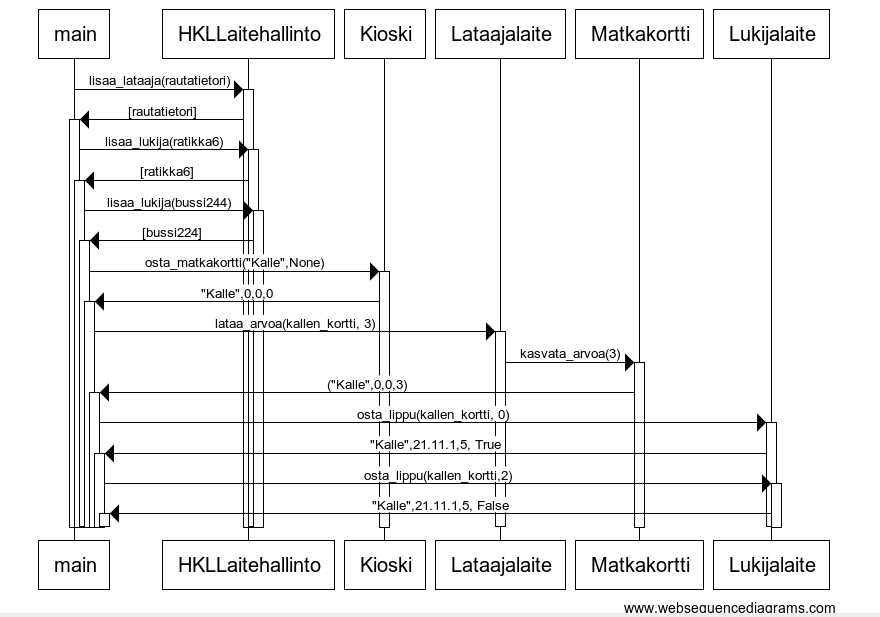 main HKLLaitehallinto Kioski Lataajalaite Matkakortti Lukijalaite
lisaa_lataaja(rautatietori)
[rautatietori]
lisaa_lukija(ratikka6)
[ratikka6]
lisaa_lukija(bussi244)
[bussi224]
osta_matkakortti("Kalle",None)
"Kalle",0,0,0
lataa_arvoa(kallen_kortti, 3)
kasvata_arvoa(3)
("Kalle",0,0,3)
osta_lippu(kallen_kortti, 0)
"Kalle",21.11.1,5, True
osta_lippu(kallen_kortti,2)
"Kalle",21.11.1,5, False
main HKLLaitehallinto Kioski Lataajalaite Matkakortti Lukijalaite
www.websequencediagrams.com